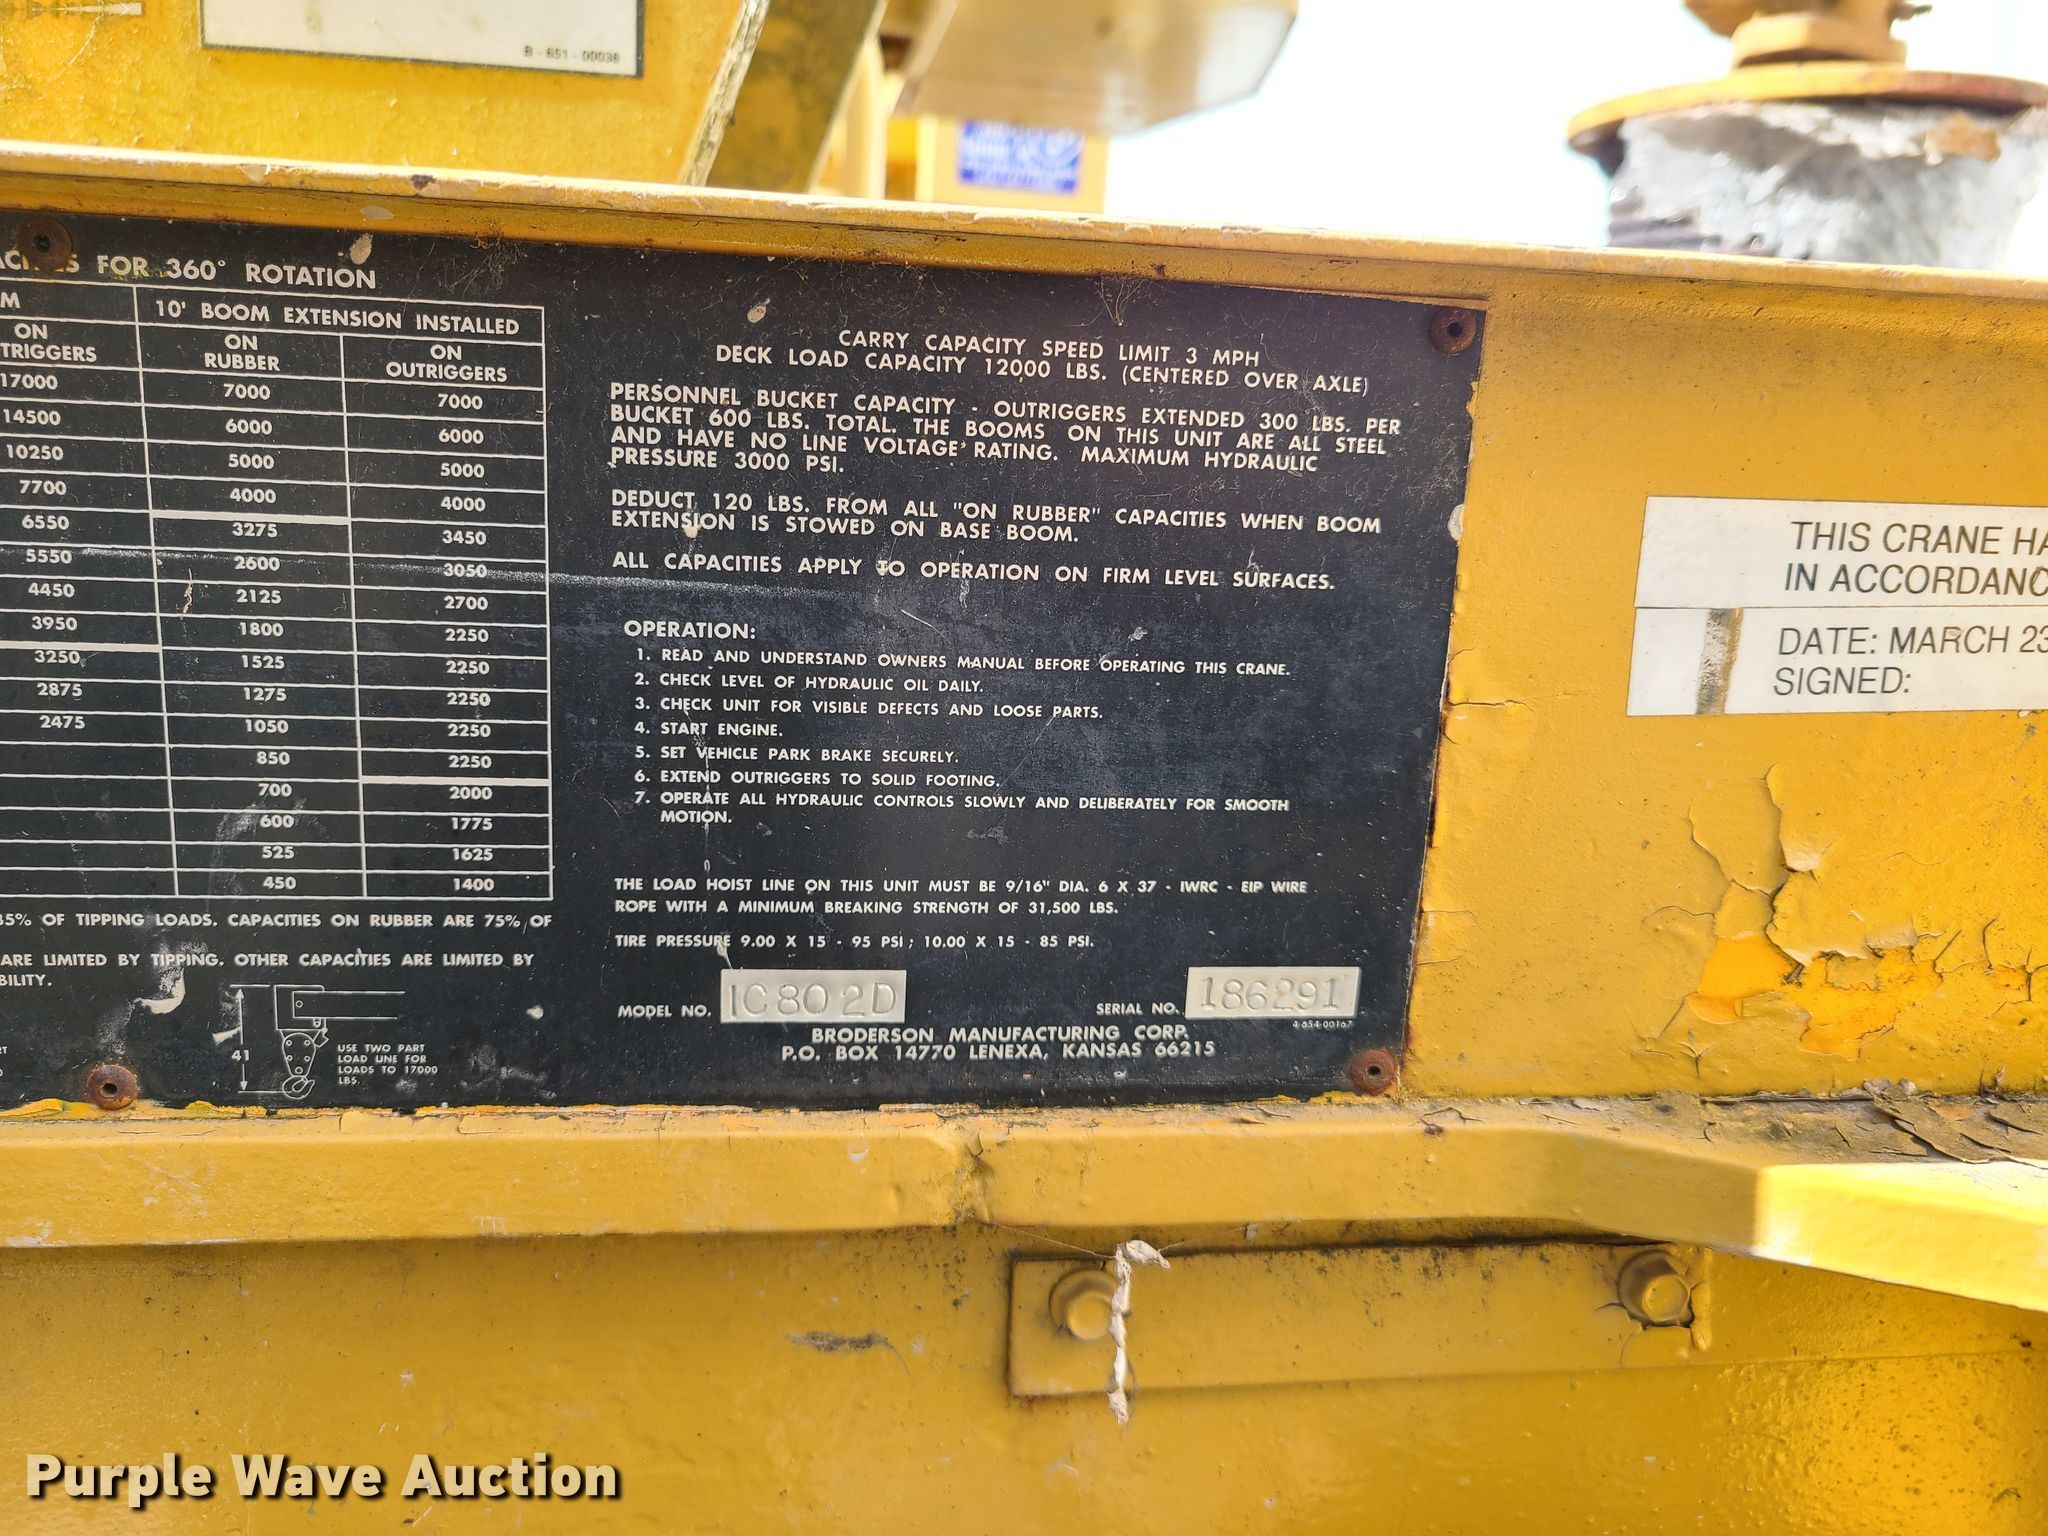 B - 651 - 00038
FOR 360° ROTATION
M
10' BOOM EXTENSION INSTALLED
ON
TRIGGERS
ON
RUBBER
ON
OUTRIGGERS
17000 7000 7000
14500 6000 6000
10250 5000 5000
7700 4000 4000
6550 3275 3450
5550 2600 3050
4450 2125 2700
3950 1800 2250
3250 1525 2250
2875 1275 2250
2475 1050 2250
850 2250
700 2000
600 1775
525 1625
450 1400
85% OF TIPPING LOADS. CAPACITIES ON RUBBER ARE 75% OF
ARE LIMITED BY TIPPING. OTHER CAPACITIES ARE LIMITED BY
BILITY.
41
USE TWO PART
LOAD LINE FOR
LOADS TO 17000
LBS.
CARRY CAPACITY SPEED LIMIT 3 MPH
DECK LOAD CAPACITY 12000 LBS. (CENTERED OVER AXLE)
PERSONNEL BUCKET CAPACITY - OUTRIGGERS EXTENDED 300 LBS. PER
BUCKET 600 LBS. TOTAL. THE BOOMS ON THIS UNIT ARE ALL STEEL
AND HAVE NO LINE VOLTAGE RATING. MAXIMUM HYDRAULIC
PRESSURE 3000 PSI.
DEDUCT 120 LBS. FROM ALL "ON RUBBER" CAPACITIES WHEN BOOM
EXTENSION IS STOWED ON BASE BOOM.
ALL CAPACITIES APPLY TO OPERATION ON FIRM LEVEL SURFACES.
OPERATION:
1. READ AND UNDERSTAND OWNERS MANUAL BEFORE OPERATING THIS CRANE.
2. CHECK LEVEL OF HYDRAULIC OIL DAILY.
3. CHECK UNIT FOR VISIBLE DEFECTS AND LOOSE PARTS.
4. START ENGINE.
5. SET VEHICLE PARK BRAKE SECURELY.
6. EXTEND OUTRIGGERS TO SOLID FOOTING.
7. OPERATE ALL HYDRAULIC CONTROLS SLOWLY AND DELIBERATELY FOR SMOOTH
MOTION.
THE LOAD HOIST LINE ON THIS UNIT MUST BE 9/16" DIA. 6 X 37 - IWRC - EIP WIRE
ROPE WITH A MINIMUM BREAKING STRENGTH OF 31,500 LBS.
TIRE PRESSURE 9.00 X 15 - 95 PSI ; 10.00 X 15 - 85 PSI.
MODEL NO. IC802D SERIAL NO. 186291
4-654-00167
BRODERSON MANUFACTURING CORP.
P.O. BOX 14770 LENEXA, KANSAS 66215
THIS CRANE HA
IN ACCORDANC
DATE: MARCH 23
SIGNED:
Purple Wave Auction